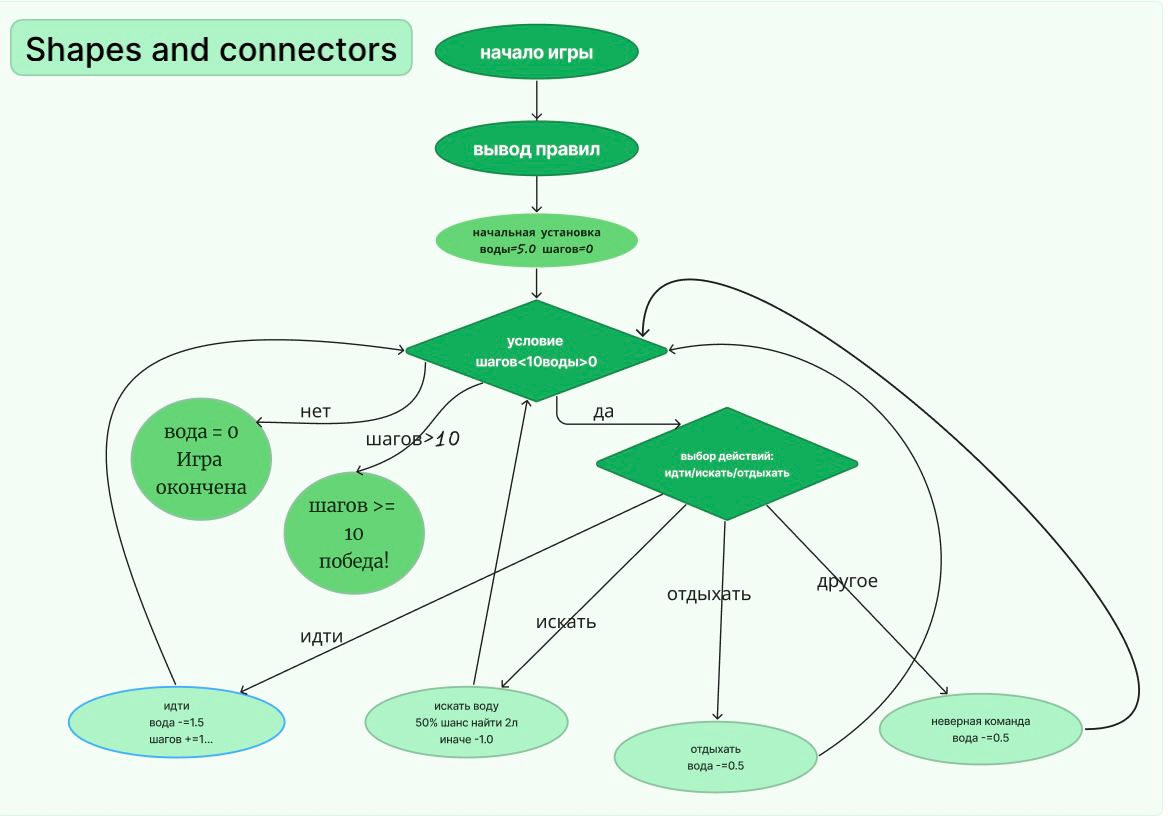 Shapes and connectors
начало игры
вывод правил
начальная установка
воды=5.0 шагов=0
условие
шагов<10воды>0
нет
да
шагов>10
вода = 0
Игра
окончена
выбор действий:
идти/искать/отдыхать
шагов >=
10
победа!
другое
отдыхать
искать
идти
идти
вода -=1.5
шагов +=1...
искать воду
50% шанс найти 2л
иначе -1.0
отдыхать
вода -=0.5
неверная команда
вода -=0.5